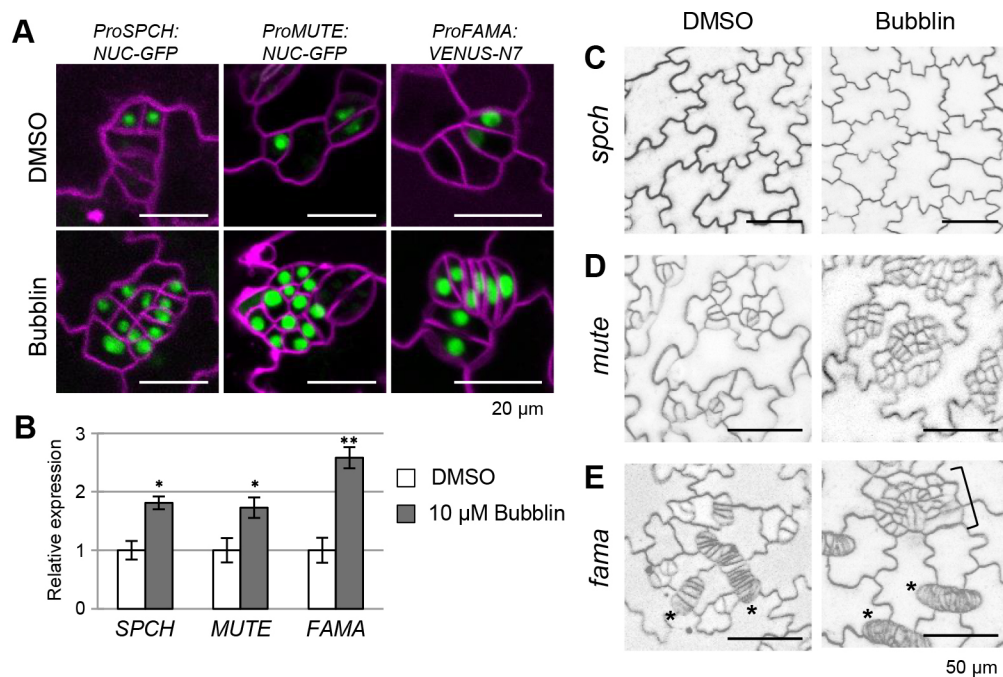 A
ProSPCH: NUC-GFP
ProMUTE: NUC-GFP
ProFAMA: VENUS-N7
DMSO
Bubblin
20 µm
B
Relative expression
3
2
1
0
*
*
**
DMSO
10 µM Bubblin
SPCH MUTE FAMA
DMSO Bubblin
C
spch
D
mute
E
fama
*
*
*
*
50 µm